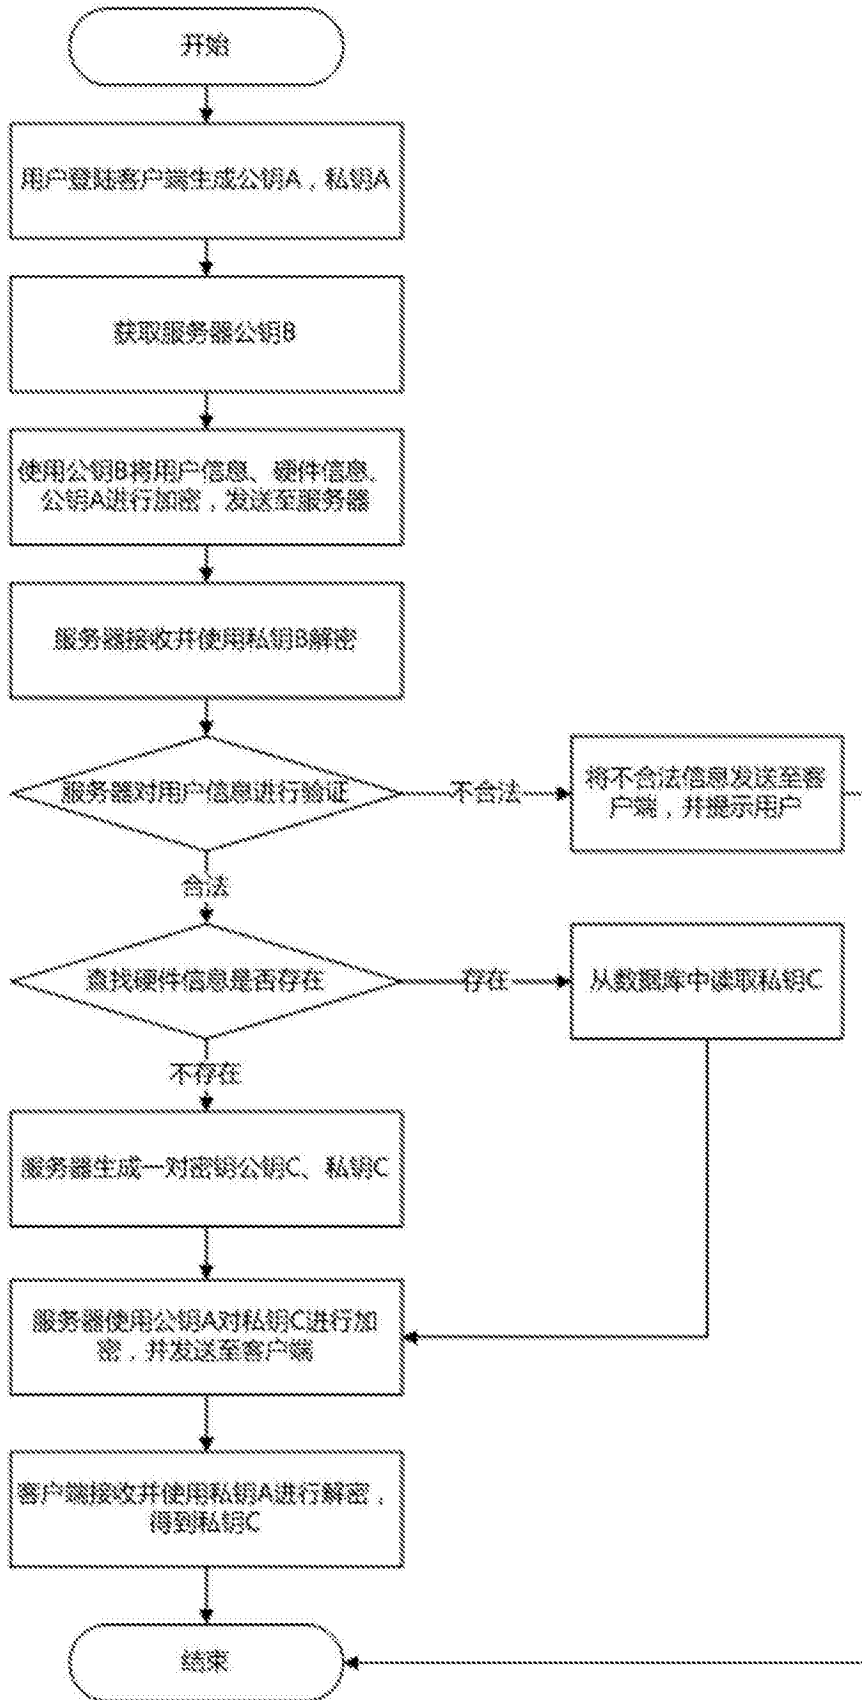 开始
用户登陆客户端生成公钥A，私钥A
获取服务器公钥B
使用公钥B将用户信息、硬件信息、
公钥A进行加密，发送至服务器
服务器接收并使用私钥B解密
服务器对用户信息进行验证
不合法
将不合法信息发送至客
户端，并提示用户
合法
查找硬件信息是否存在
存在
从数据库中读取私钥C
不存在
服务器生成一对密钥公钥C、私钥C
服务器使用公钥A对私钥C进行加
密，并发送至客户端
客户端接收并使用私钥A进行解密，
得到私钥C
结束